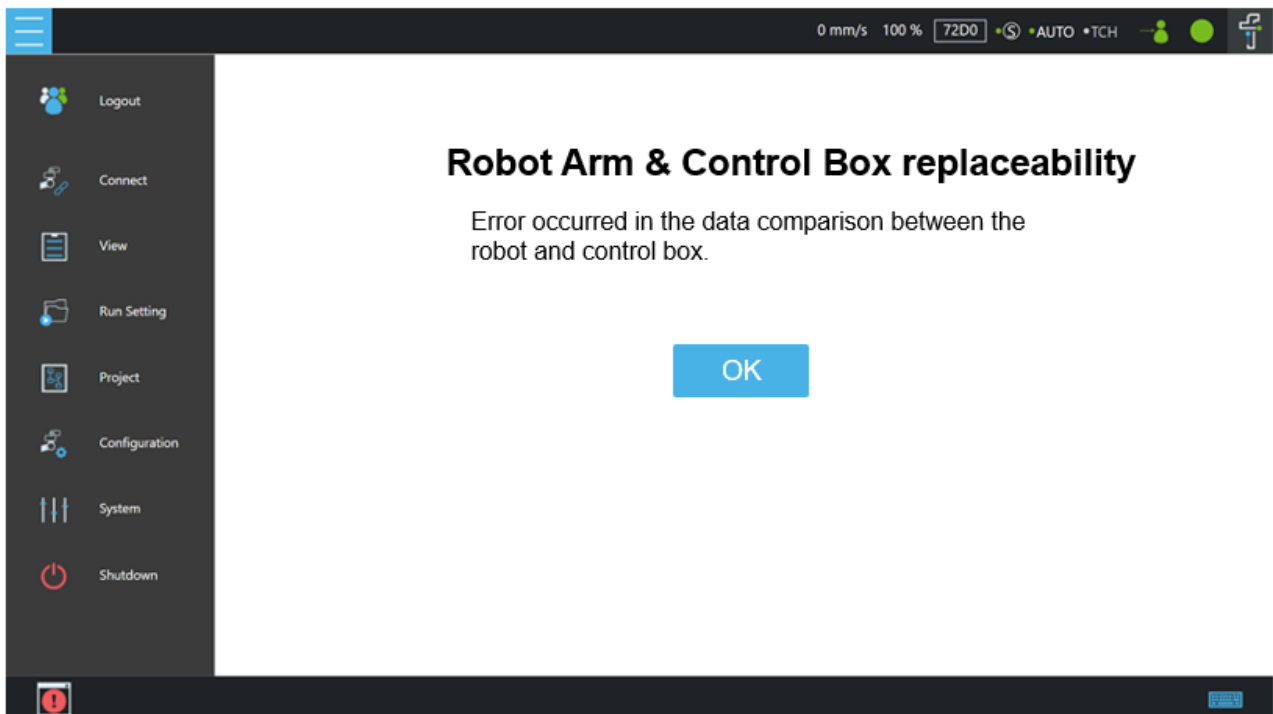 0 mm/s 100 % 72D0 •Ⓢ •AUTO •TCH
Logout
Connect
View
Run Setting
Project
Configuration
System
Shutdown
Robot Arm & Control Box replaceability
Error occurred in the data comparison between the
robot and control box.
OK